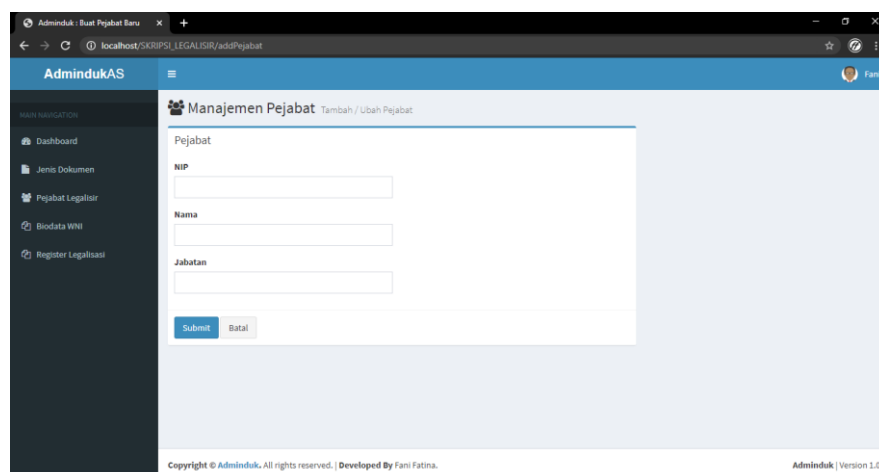 Adminduk : Buat Pejabat Baru
localhost/SKRIPSI_LEGALISIR/addPejabat
AdmindukAS
Fani
MAIN NAVIGATION
Dashboard
Jenis Dokumen
Pejabat Legalisir
Biodata WNI
Register Legalisasi
Manajemen Pejabat Tambah / Ubah Pejabat
Pejabat
NIP
Nama
Jabatan
Submit Batal
Copyright © Adminduk. All rights reserved. | Developed By Fani Fatina.
Adminduk | Version 1.0